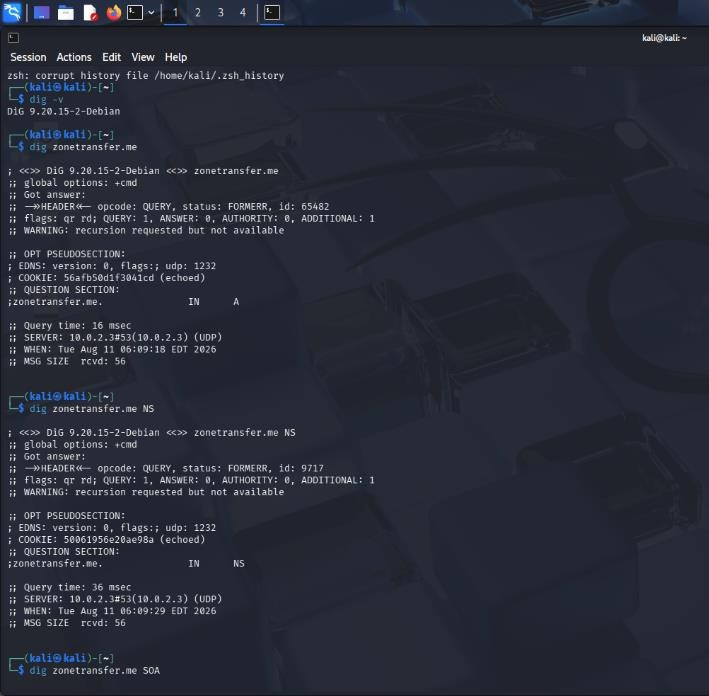 1 2 3 4
kali@kali: ~
Session Actions Edit View Help
zsh: corrupt history file /home/kali/.zsh_history
┌──(kali㉿kali)-[~]
└─$ dig -v
DiG 9.20.15-2-Debian
┌──(kali㉿kali)-[~]
└─$ dig zonetransfer.me
; <<>> DiG 9.20.15-2-Debian <<>> zonetransfer.me
;; global options: +cmd
;; Got answer:
;; ->>HEADER<<- opcode: QUERY, status: FORMERR, id: 65482
;; flags: qr rd; QUERY: 1, ANSWER: 0, AUTHORITY: 0, ADDITIONAL: 1
;; WARNING: recursion requested but not available
;; OPT PSEUDOSECTION:
; EDNS: version: 0, flags:; udp: 1232
; COOKIE: 56afb50d1f3041cd (echoed)
;; QUESTION SECTION:
;zonetransfer.me. IN A
;; Query time: 16 msec
;; SERVER: 10.0.2.3#53(10.0.2.3) (UDP)
;; WHEN: Tue Aug 11 06:09:18 EDT 2026
;; MSG SIZE rcvd: 56
┌──(kali㉿kali)-[~]
└─$ dig zonetransfer.me NS
; <<>> DiG 9.20.15-2-Debian <<>> zonetransfer.me NS
;; global options: +cmd
;; Got answer:
;; ->>HEADER<<- opcode: QUERY, status: FORMERR, id: 9717
;; flags: qr rd; QUERY: 1, ANSWER: 0, AUTHORITY: 0, ADDITIONAL: 1
;; WARNING: recursion requested but not available
;; OPT PSEUDOSECTION:
; EDNS: version: 0, flags:; udp: 1232
; COOKIE: 50061956e20ae98a (echoed)
;; QUESTION SECTION:
;zonetransfer.me. IN NS
;; Query time: 36 msec
;; SERVER: 10.0.2.3#53(10.0.2.3) (UDP)
;; WHEN: Tue Aug 11 06:09:29 EDT 2026
;; MSG SIZE rcvd: 56
┌──(kali㉿kali)-[~]
└─$ dig zonetransfer.me SOA